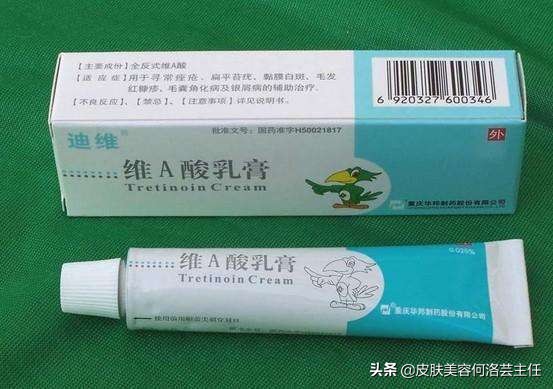 [主要成份] 全反式维A酸
[适应症] 用于寻常痤疮、扁平苔藓、黏膜白斑、毛发
红糠疹、毛囊角化病及银屑病的辅助治疗。
[不良反应]、[禁忌]、[注意事项] 详见说明书。
6 920327 600346
批准文号：国药准字H50021817
迪维®
外
维A酸乳膏
Tretinoin Cream
重庆华邦制药股份有限公司
维A酸乳膏
Tretinoin Cream
0.025%
重庆华邦制药股份有限公司
头条 @皮肤美容何洛芸主任